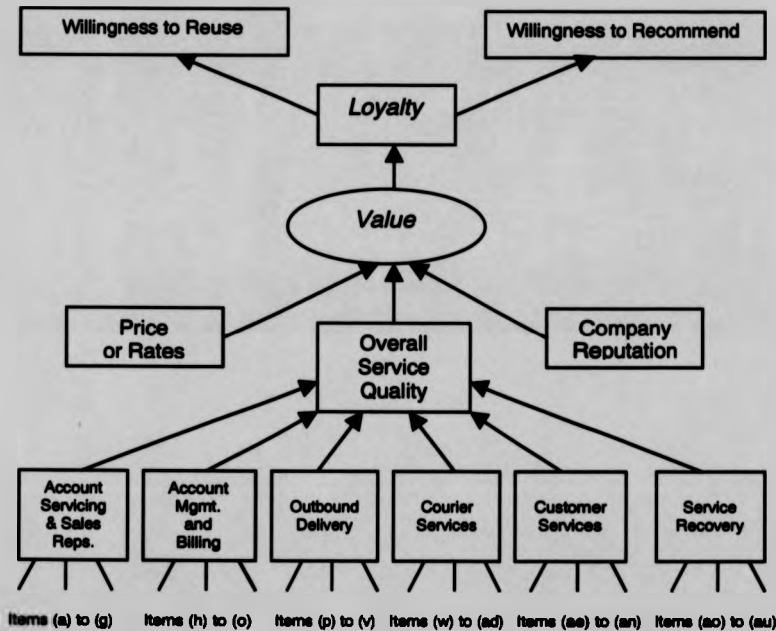 Willingness to Reuse
Willingness to Recommend
Loyalty
Value
Price
or Rates
Company
Reputation
Overall
Service
Quality
Account
Servicing
& Sales
Reps.
Account
Mgmt.
and
Billing
Outbound
Delivery
Courier
Services
Customer
Services
Service
Recovery
Items (a) to (g)
Items (h) to (o)
Items (p) to (v)
Items (w) to (ad)
Items (ae) to (an)
Items (ao) to (au)